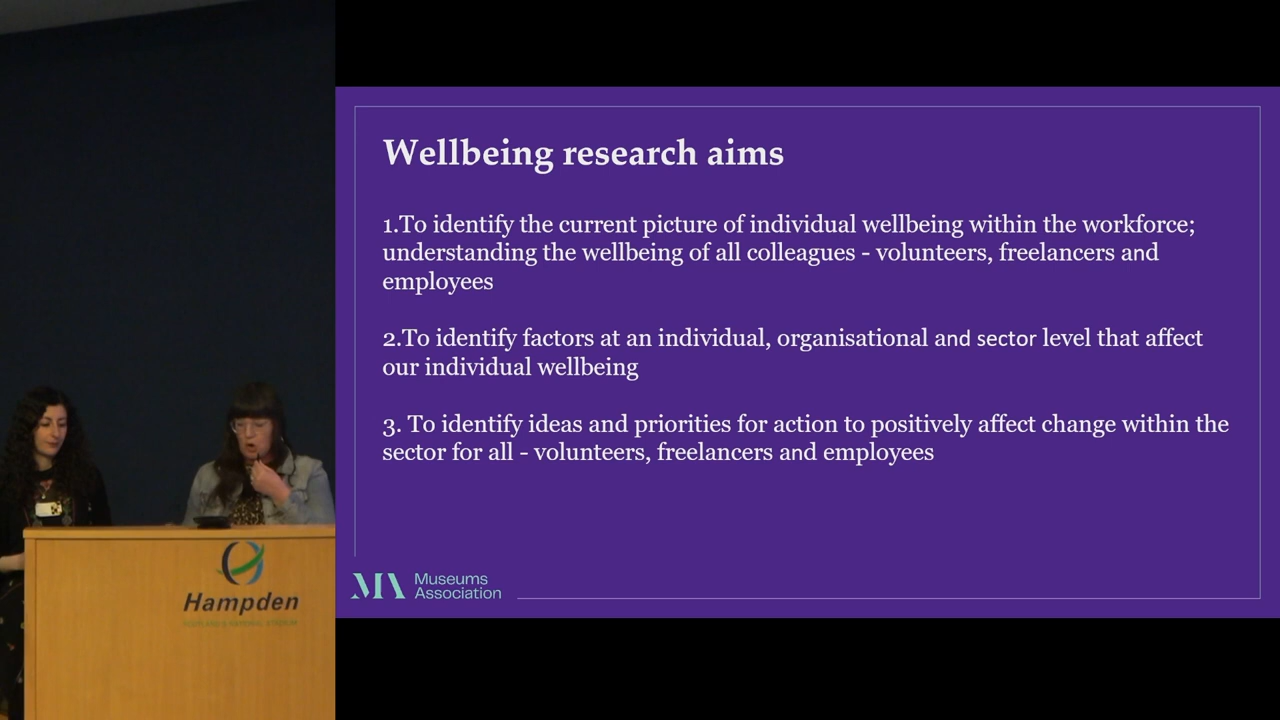 Wellbeing research aims
1.To identify the current picture of individual wellbeing within the workforce;
understanding the wellbeing of all colleagues - volunteers, freelancers and
employees
2.To identify factors at an individual, organisational and sector level that affect
our individual wellbeing
3. To identify ideas and priorities for action to positively affect change within the
sector for all - volunteers, freelancers and employees
MA Museums
Association
Hampden